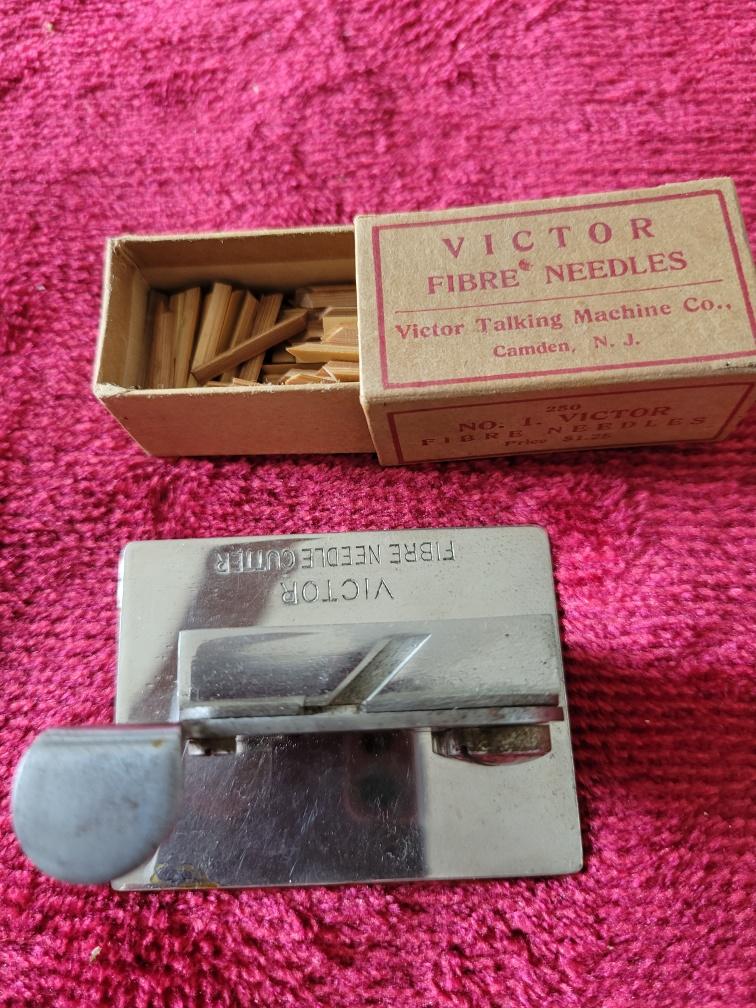 VICTOR
FIBRE NEEDLES
Victor Talking Machine Co.,
Camden, N. J.
250
NO. 1. VICTOR
FIBRE NEEDLES
Price $1.25
VICTOR
FIBRE NEEDLE CUTTER